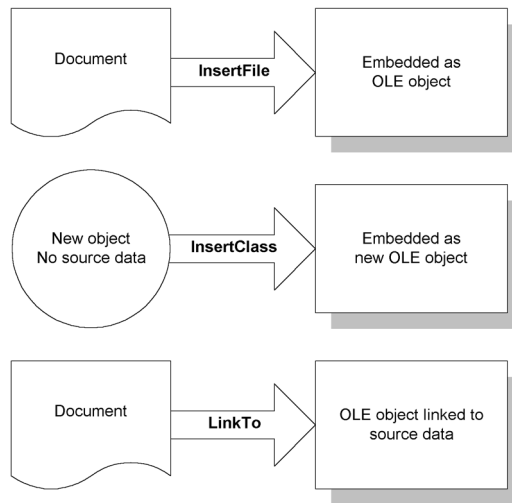 Document
InsertFile
Embedded as
OLE object
New object
No source data
InsertClass
Embedded as
new OLE object
Document
LinkTo
OLE object linked to
source data